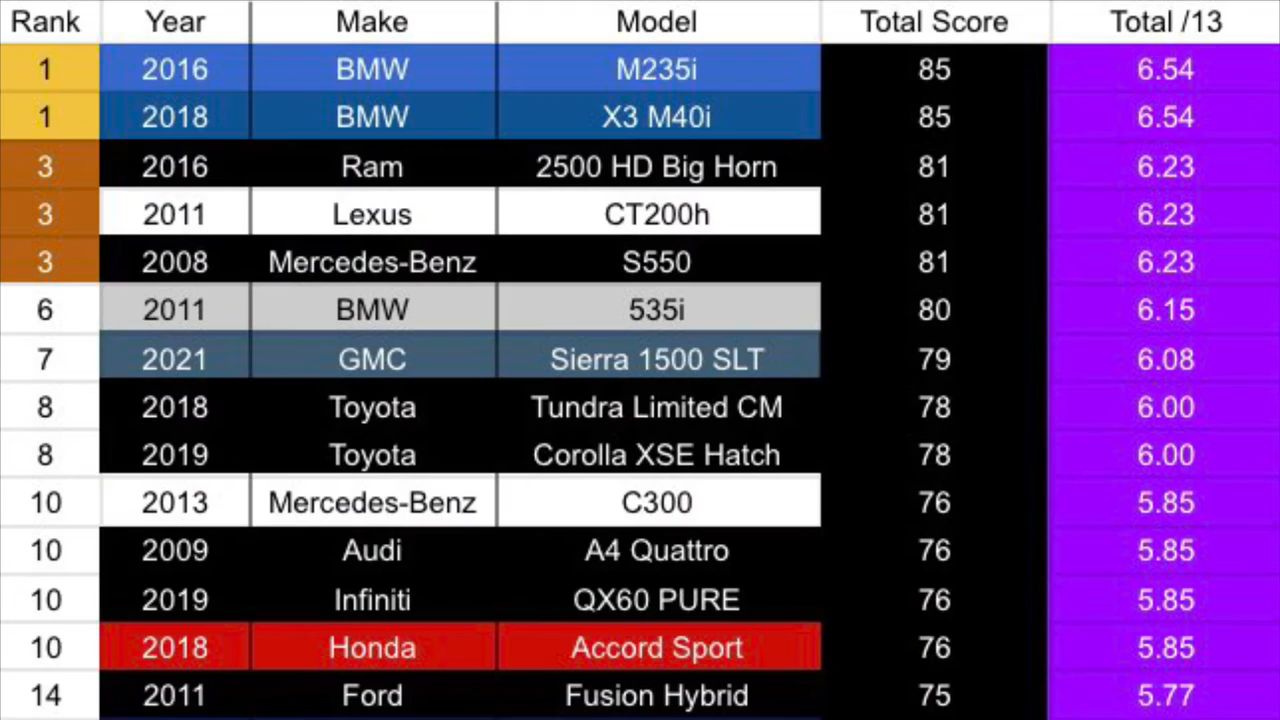 Rank Year Make Model Total Score Total /13
1 2016 BMW M235i 85 6.54
1 2018 BMW X3 M40i 85 6.54
3 2016 Ram 2500 HD Big Horn 81 6.23
3 2011 Lexus CT200h 81 6.23
3 2008 Mercedes-Benz S550 81 6.23
6 2011 BMW 535i 80 6.15
7 2021 GMC Sierra 1500 SLT 79 6.08
8 2018 Toyota Tundra Limited CM 78 6.00
8 2019 Toyota Corolla XSE Hatch 78 6.00
10 2013 Mercedes-Benz C300 76 5.85
10 2009 Audi A4 Quattro 76 5.85
10 2019 Infiniti QX60 PURE 76 5.85
10 2018 Honda Accord Sport 76 5.85
14 2011 Ford Fusion Hybrid 75 5.77